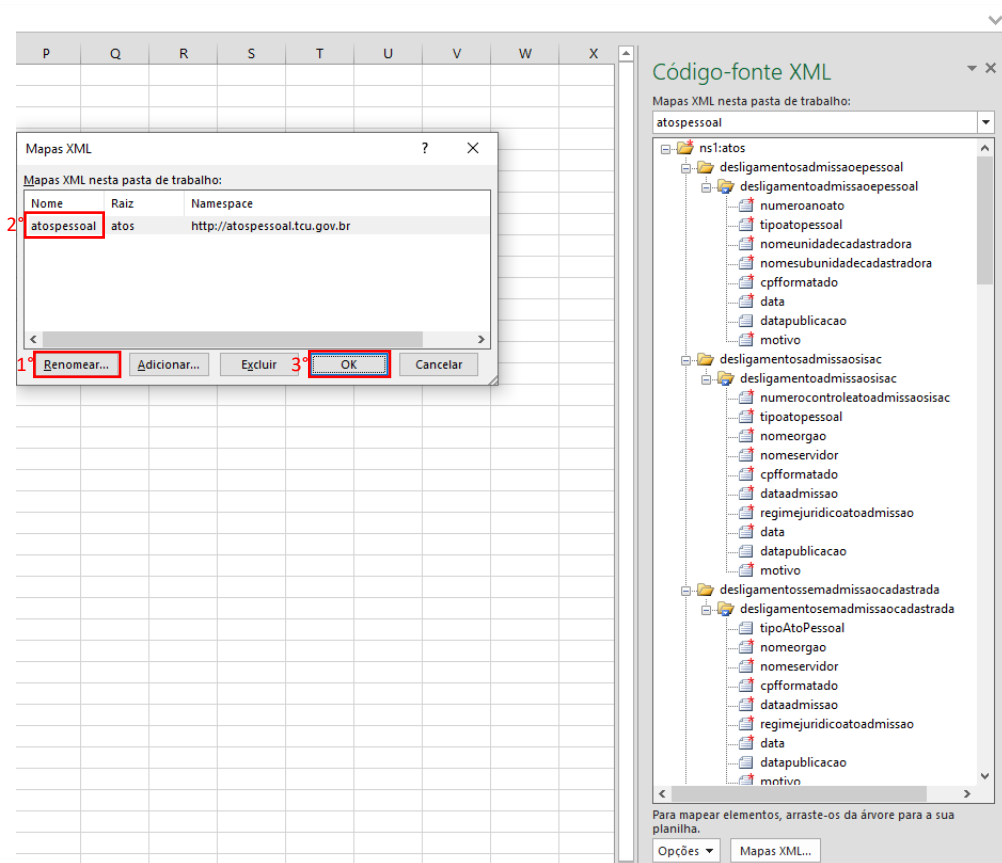 P Q R S T U V W X
Mapas XML ? X
Mapas XML nesta pasta de trabalho:
Nome Raiz Namespace
2° atospessoal atos http://atospessoal.tcu.gov.br
1° Renomear... Adicionar... Excluir 3° OK Cancelar
Código-fonte XML
Mapas XML nesta pasta de trabalho:
atospessoal
ns1:atos
desligamentosadmissaoepessoal
desligamentoadmissaoepessoal
numeroanoato
tipoatopessoal
nomeunidadecadastradora
nomesubunidadecadastradora
cpfformatado
data
datapublicacao
motivo
desligamentosadmissaosisac
desligamentoadmissaosisac
numerocontroleatoadmissaosisac
tipoatopessoal
nomeorgao
nomeservidor
cpfformatado
dataadmissao
regimejuridicoatoadmissao
data
datapublicacao
motivo
desligamentossemadmissaocadastrada
desligamentosemadmissaocadastrada
tipoAtoPessoal
nomeorgao
nomeservidor
cpfformatado
dataadmissao
regimejuridicoatoadmissao
data
datapublicacao
motivo
Para mapear elementos, arraste-os da árvore para a sua
planilha.
Opções Mapas XML...